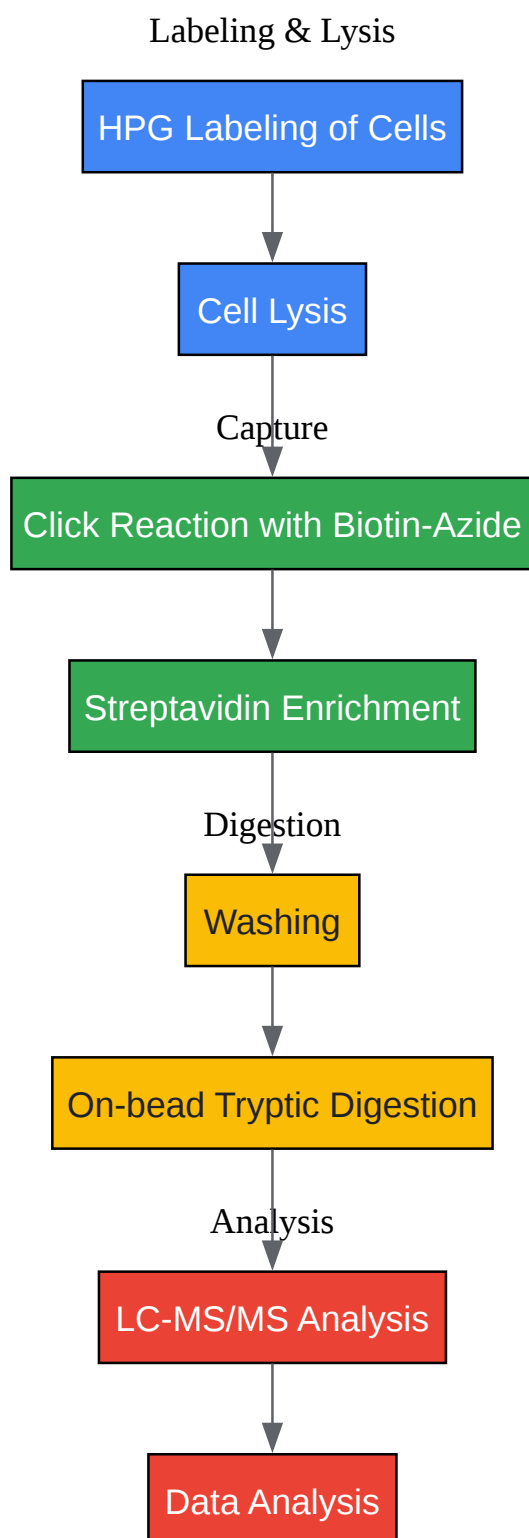 Labeling & Lysis
HPG Labeling of Cells
Cell Lysis
Capture
Click Reaction with Biotin-Azide
Streptavidin Enrichment
Digestion
Washing
On-bead Tryptic Digestion
Analysis
LC-MS/MS Analysis
Data Analysis